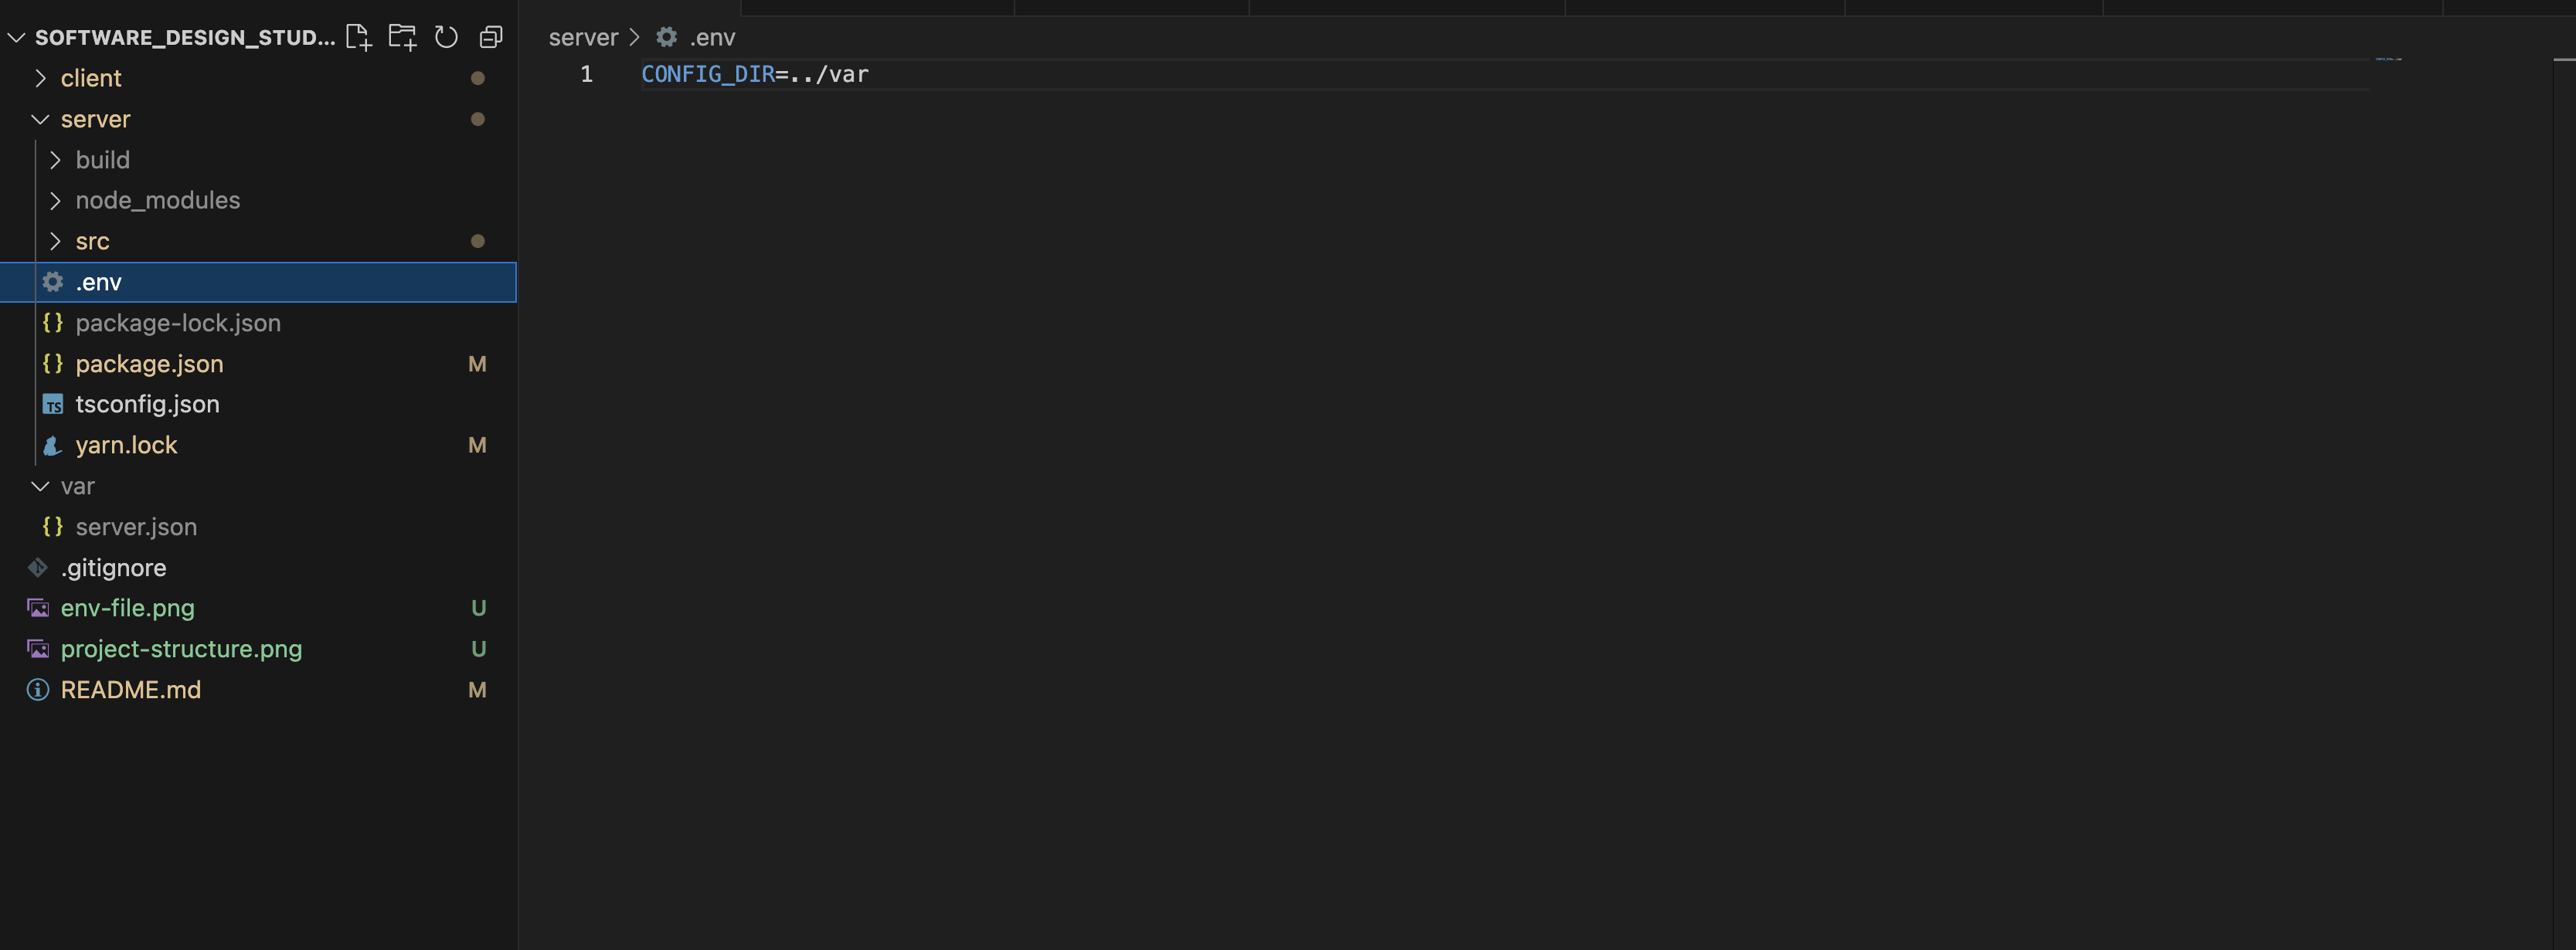 SOFTWARE_DESIGN_STUD...
client
server
build
node_modules
src
.env
package-lock.json
package.json M
tsconfig.json
yarn.lock M
var
server.json
.gitignore
env-file.png U
project-structure.png U
README.md M
server > .env
1 CONFIG_DIR=../var